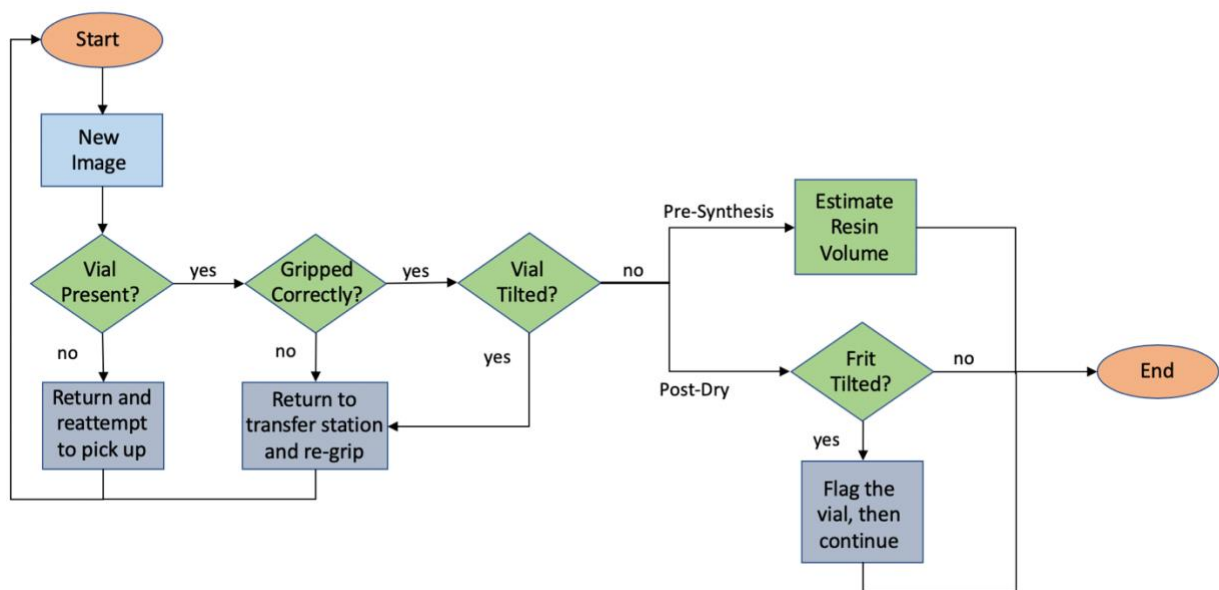 Start
New
Image
Vial
Present?
yes
Gripped
Correctly?
yes
Vial
Tilted?
no
no
no
yes
Return and
reattempt
to pick up
Return to
transfer station
and re-grip
Pre-Synthesis
Estimate
Resin
Volume
Post-Dry
Frit
Tilted?
no
End
yes
Flag the
vial, then
continue